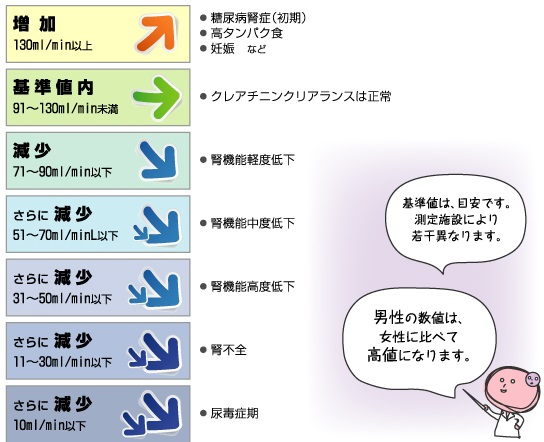 増加
130ml/min以上
● 糖尿病腎症（初期）
● 高タンパク食
● 妊娠 など
基準値内
91～130ml/min未満
● クレアチニンクリアランスは正常
減少
71～90ml/min以下
● 腎機能軽度低下
さらに 減少
51～70ml/minL以下
● 腎機能中度低下
さらに 減少
31～50ml/min以下
● 腎機能高度低下
さらに 減少
11～30ml/min以下
● 腎不全
さらに 減少
10ml/min以下
● 尿毒症期
基準値は、目安です。
測定施設により
若干異なります。
男性の数値は、
女性に比べて
高値になります。